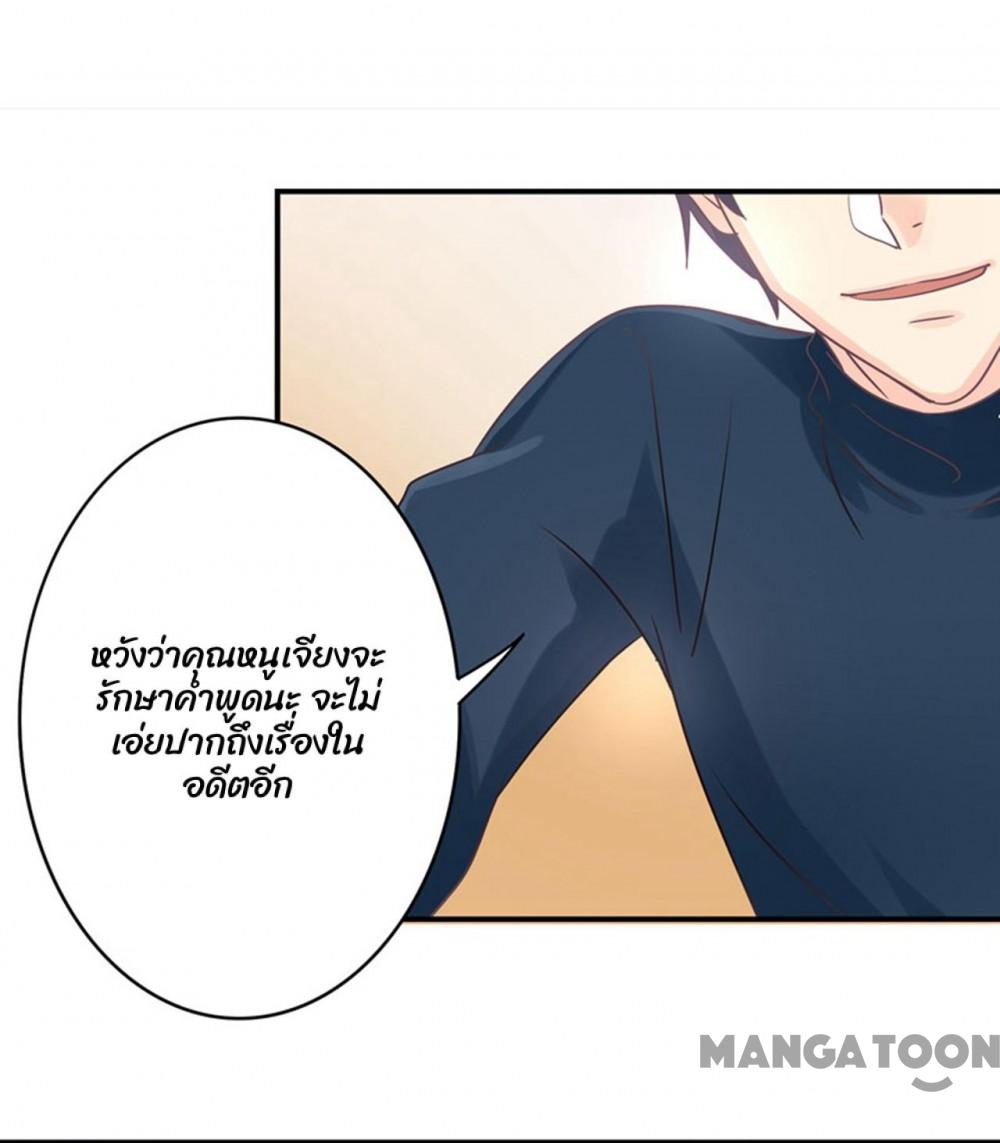 หวังว่าคุณหนูเจียงจะ
รักษาคำพูดนะ จะไม่
เอ่ยปากถึงเรื่องใน
อดีตอีก
MANGATOON